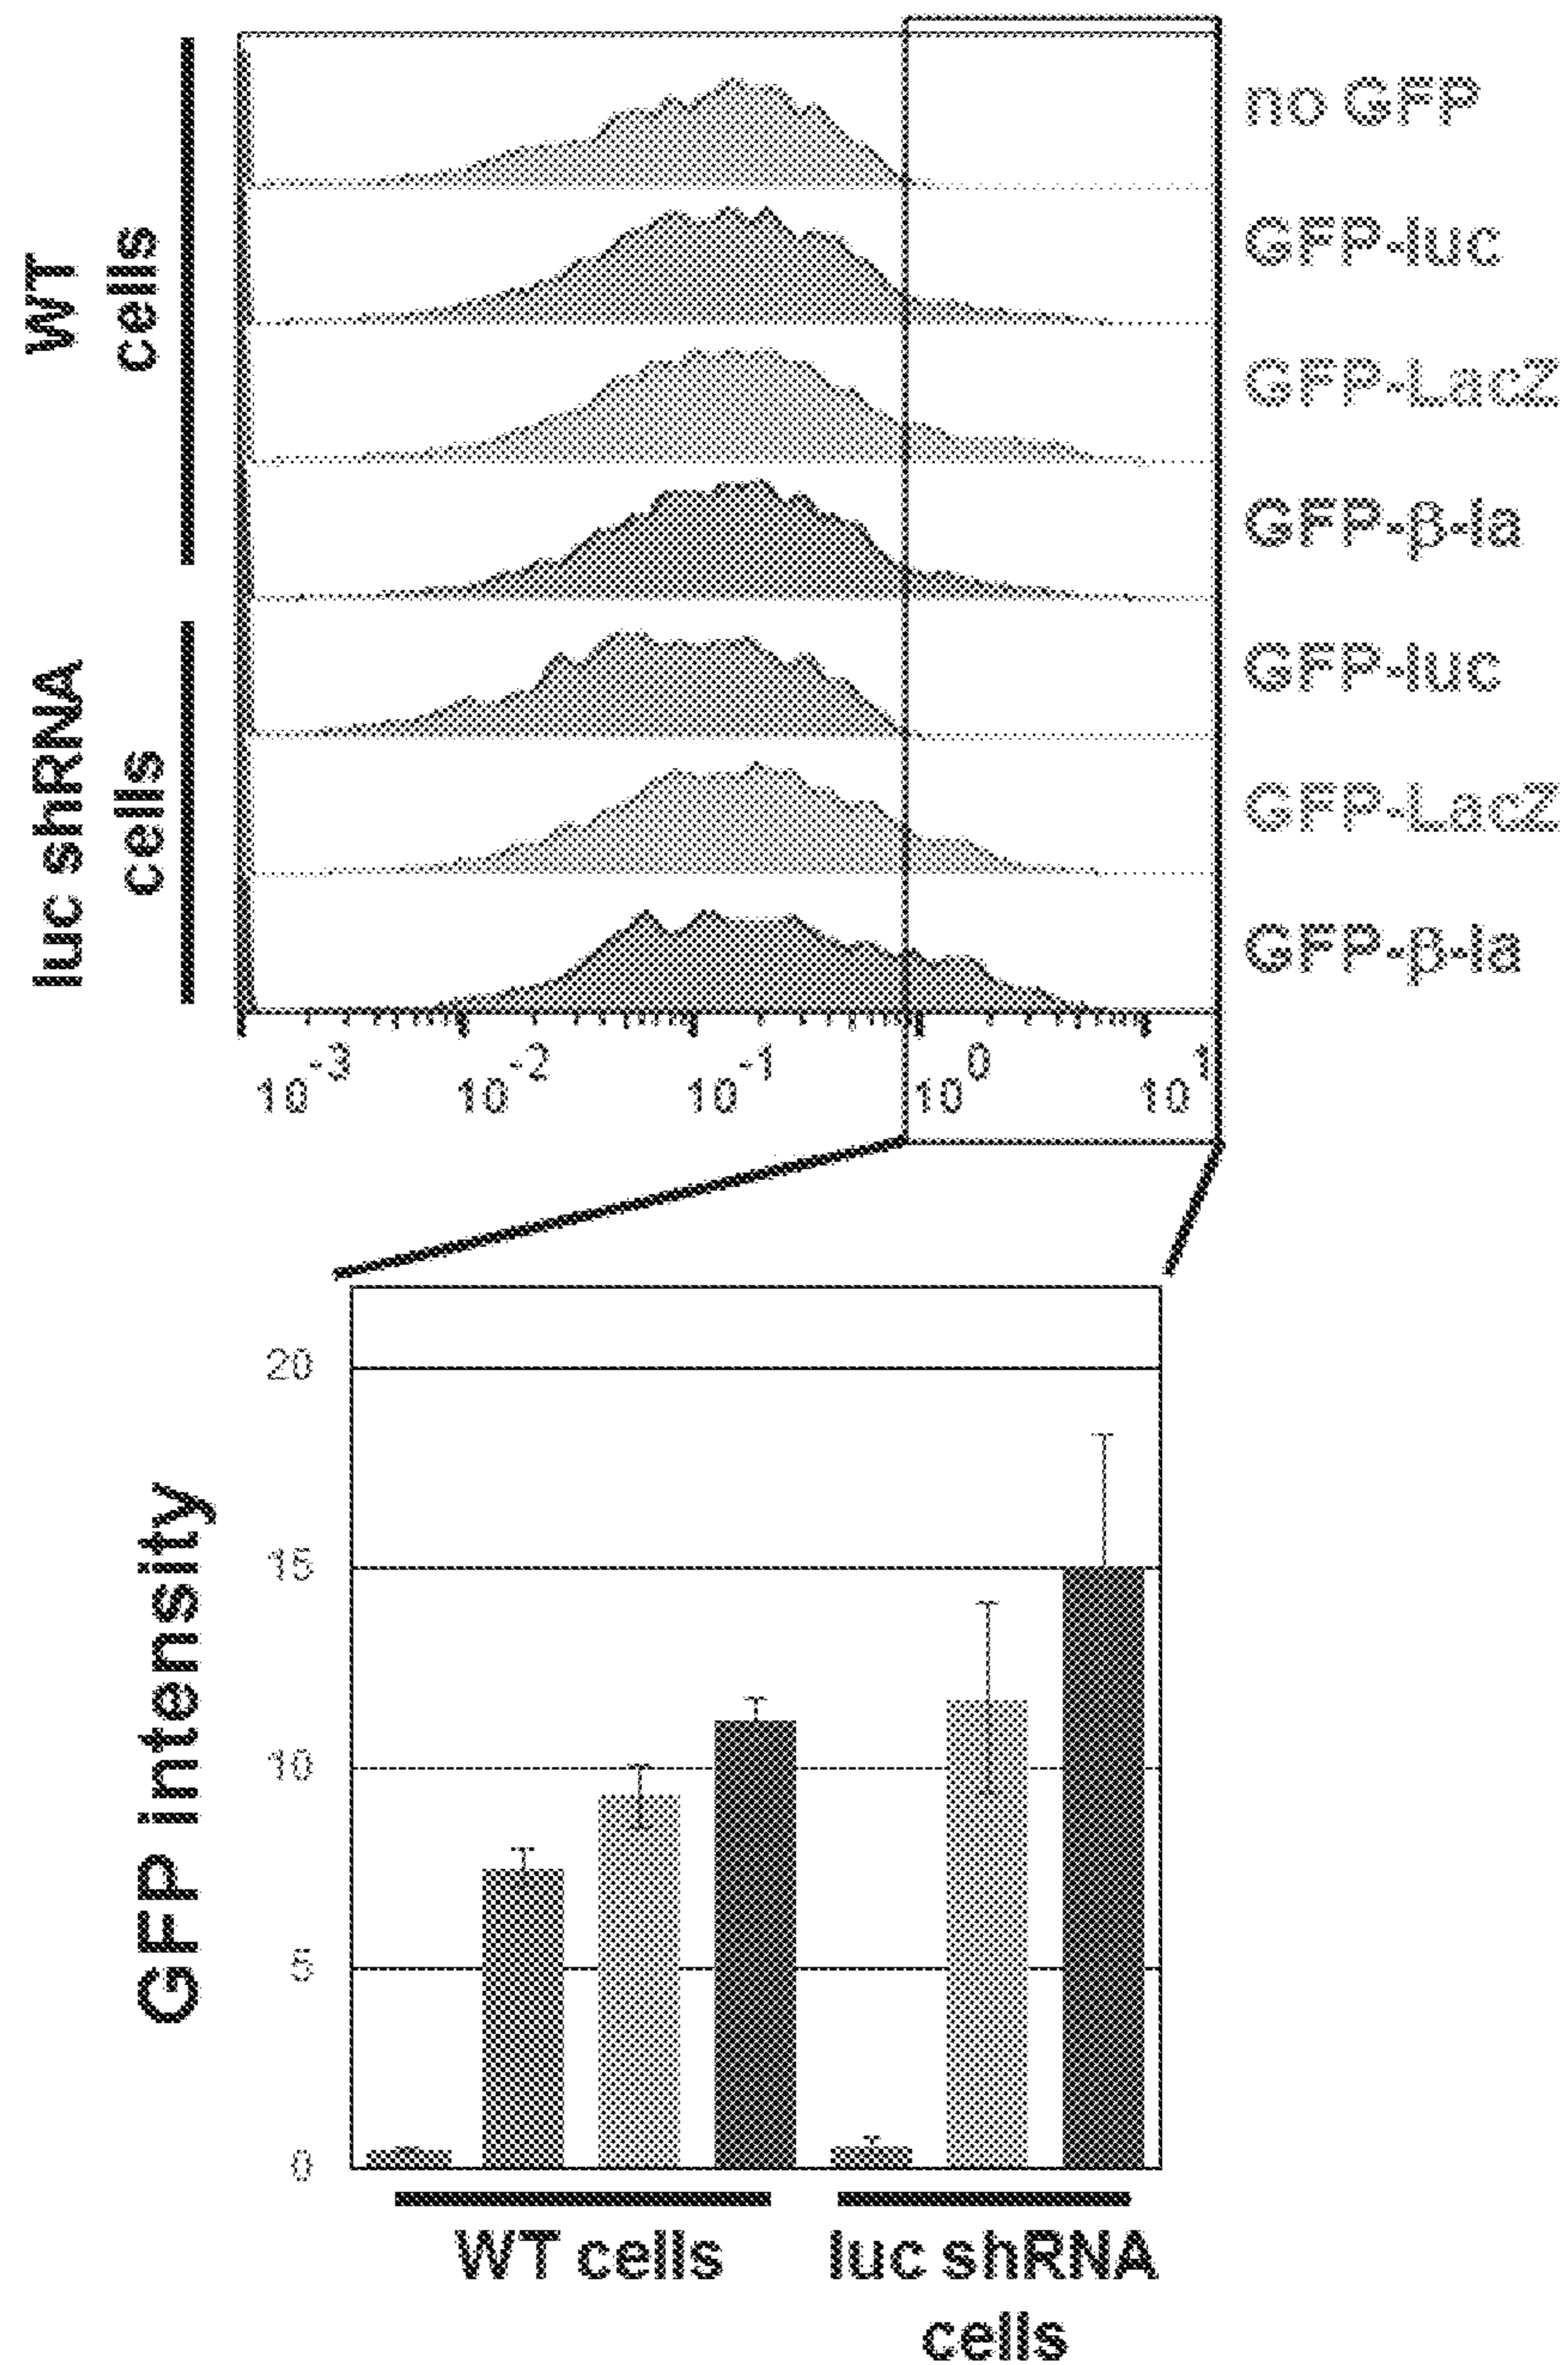 WT
cells
luc shRNA
cells
no GFP
GFP-luc
GFP-LacZ
GFP-β-la
GFP-luc
GFP-LacZ
GFP-β-la
10⁻³ 10⁻² 10⁻¹ 10⁰ 10¹
GFP intensity
20
15
10
5
0
WT cells luc shRNA
cells